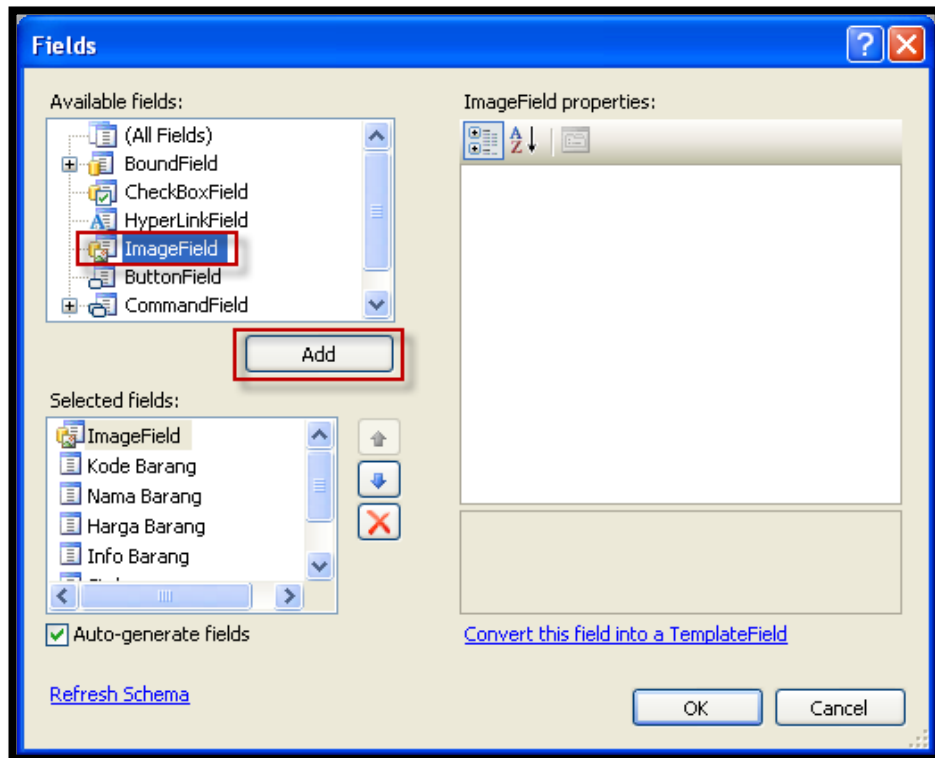 Fields
Available fields:
(All Fields)
BoundField
CheckBoxField
HyperLinkField
ImageField
ButtonField
CommandField
Add
Selected fields:
ImageField
Kode Barang
Nama Barang
Harga Barang
Info Barang
Auto-generate fields
Refresh Schema
ImageField properties:
Convert this field into a TemplateField
OK
Cancel